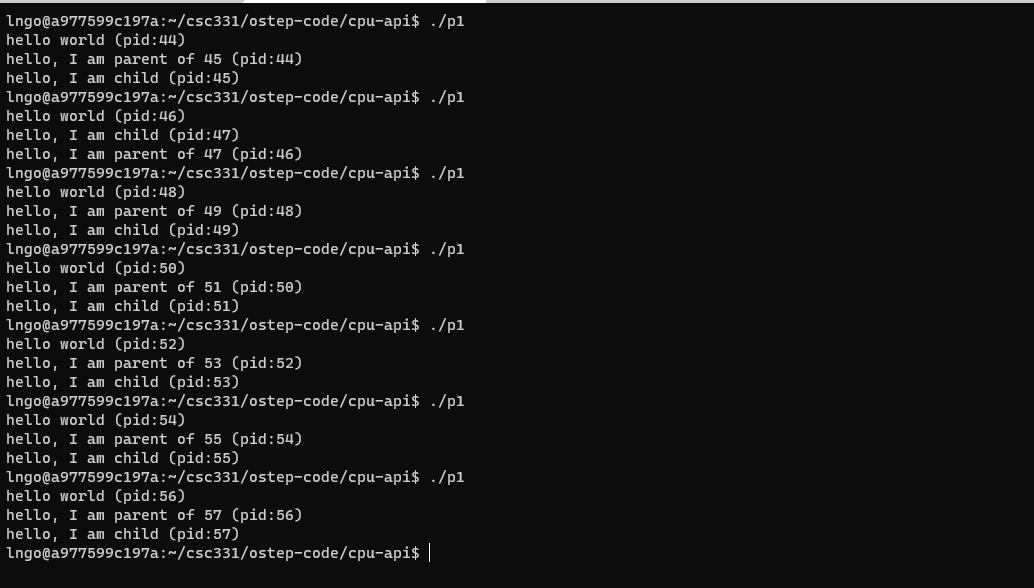 lngo@a977599c197a:~/csc331/ostep-code/cpu-api$ ./p1
hello world (pid:44)
hello, I am parent of 45 (pid:44)
hello, I am child (pid:45)
lngo@a977599c197a:~/csc331/ostep-code/cpu-api$ ./p1
hello world (pid:46)
hello, I am child (pid:47)
hello, I am parent of 47 (pid:46)
lngo@a977599c197a:~/csc331/ostep-code/cpu-api$ ./p1
hello world (pid:48)
hello, I am parent of 49 (pid:48)
hello, I am child (pid:49)
lngo@a977599c197a:~/csc331/ostep-code/cpu-api$ ./p1
hello world (pid:50)
hello, I am parent of 51 (pid:50)
hello, I am child (pid:51)
lngo@a977599c197a:~/csc331/ostep-code/cpu-api$ ./p1
hello world (pid:52)
hello, I am parent of 53 (pid:52)
hello, I am child (pid:53)
lngo@a977599c197a:~/csc331/ostep-code/cpu-api$ ./p1
hello world (pid:54)
hello, I am parent of 55 (pid:54)
hello, I am child (pid:55)
lngo@a977599c197a:~/csc331/ostep-code/cpu-api$ ./p1
hello world (pid:56)
hello, I am parent of 57 (pid:56)
hello, I am child (pid:57)
lngo@a977599c197a:~/csc331/ostep-code/cpu-api$